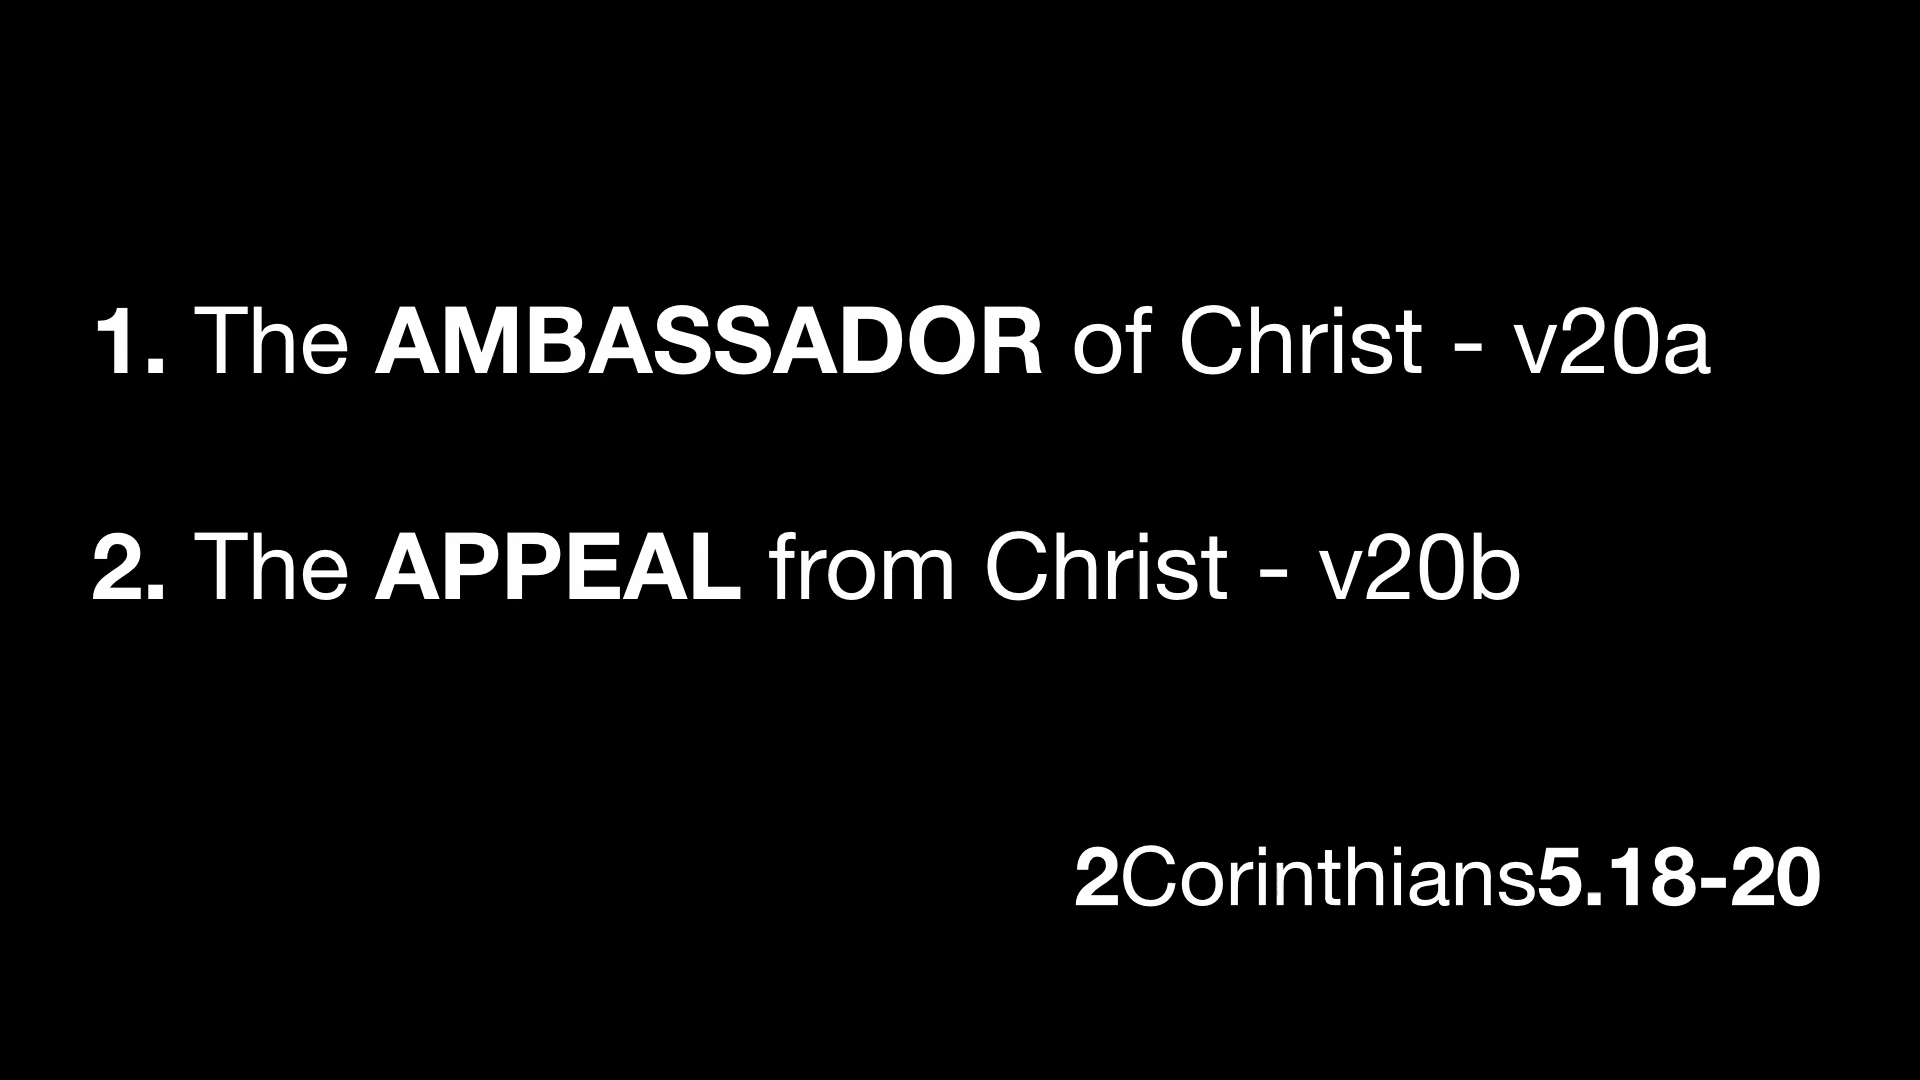 1. The AMBASSADOR of Christ - v20a
2. The APPEAL from Christ - v20b
2Corinthians5.18-20